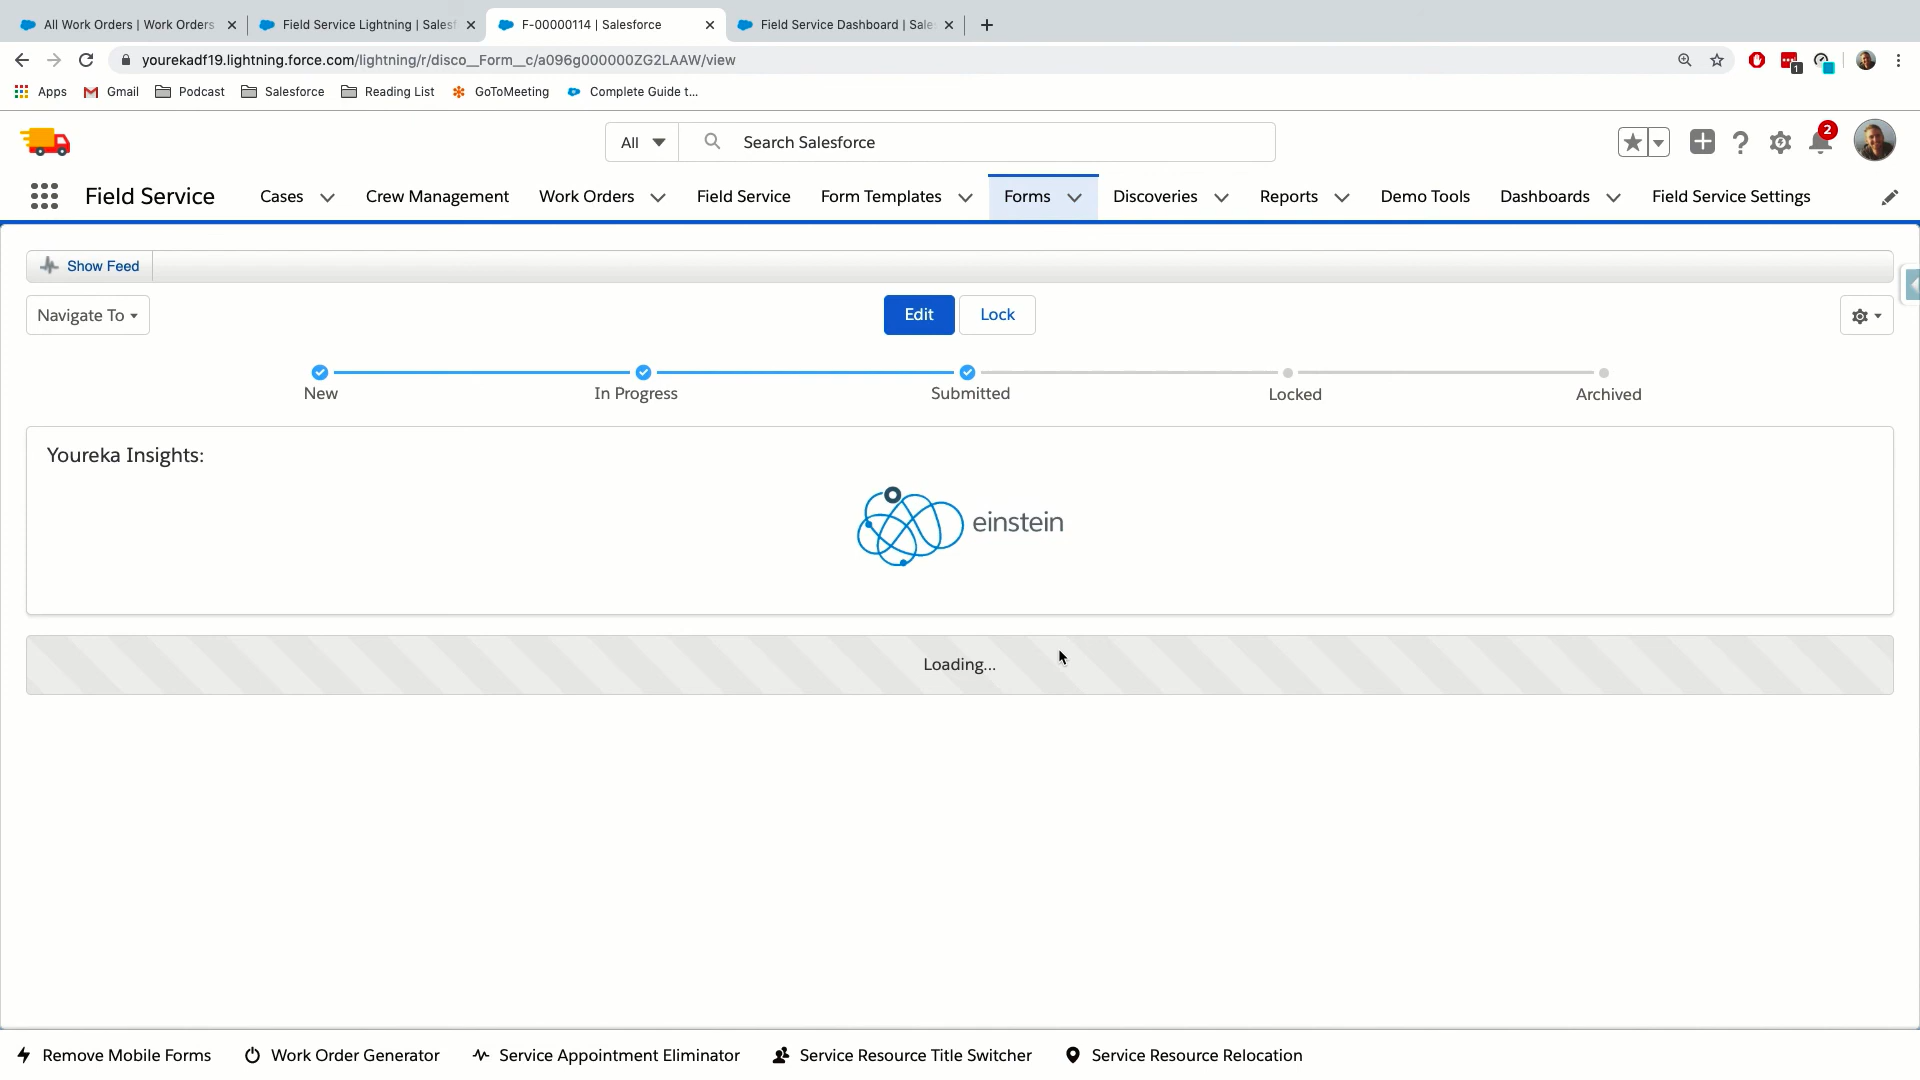 All Work Orders | Work Orders
Field Service Lightning | Salesf
F-00000114 | Salesforce
Field Service Dashboard | Sale
yourekadf19.lightning.force.com/lightning/r/disco__Form__c/a096g000000ZG2LAAW/view
1
Apps
Gmail
Podcast
Salesforce
Reading List
GoToMeeting
Complete Guide t...
All
Search Salesforce
2
Field Service
Cases
Crew Management
Work Orders
Field Service
Form Templates
Forms
Discoveries
Reports
Demo Tools
Dashboards
Field Service Settings
Show Feed
Navigate To
Edit
Lock
New
In Progress
Submitted
Locked
Archived
Youreka Insights:
einstein
Loading...
Remove Mobile Forms
Work Order Generator
Service Appointment Eliminator
Service Resource Title Switcher
Service Resource Relocation